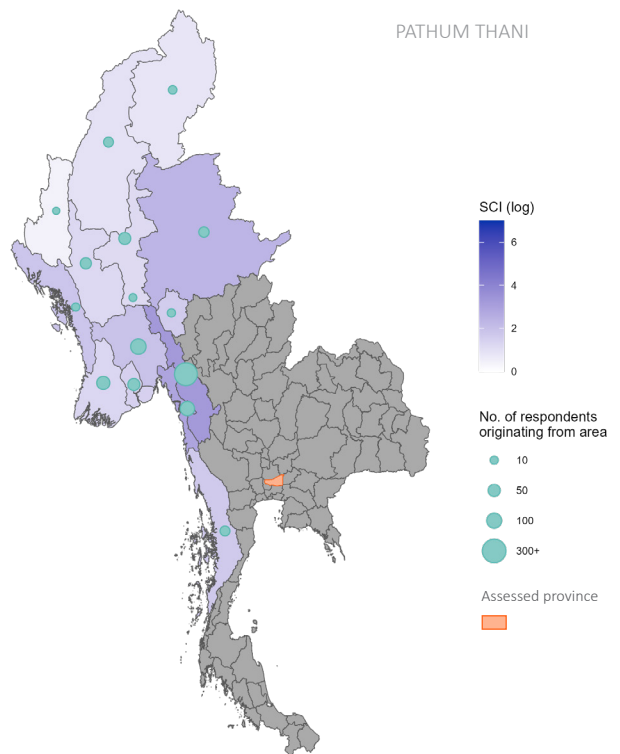 PATHUM THANI
SCI (log)
6
4
2
0
No. of respondents
originating from area
10
50
100
300+
Assessed province